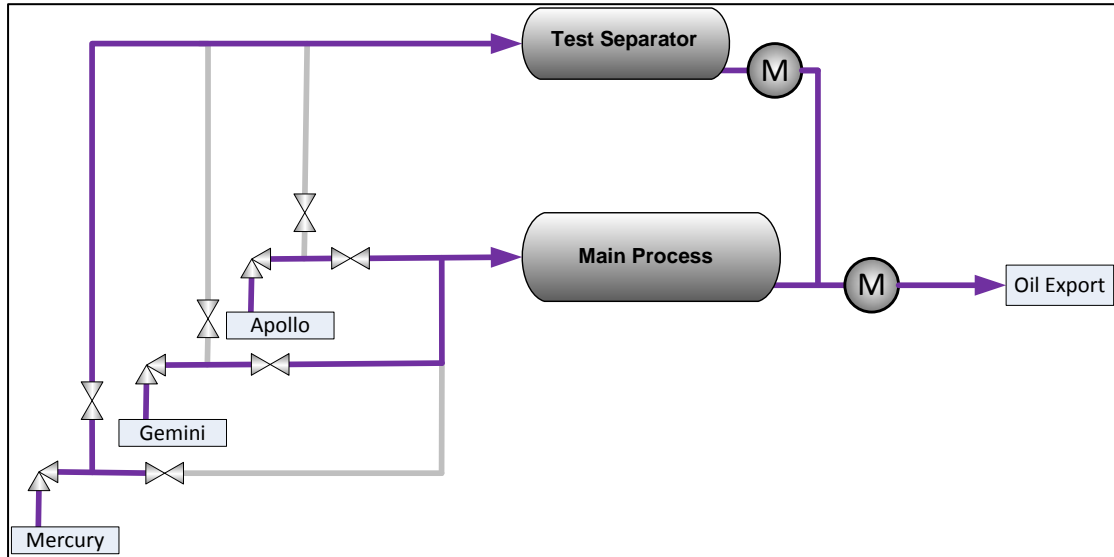 Test Separator
M
Main Process
M
Oil Export
Apollo
Gemini
Mercury